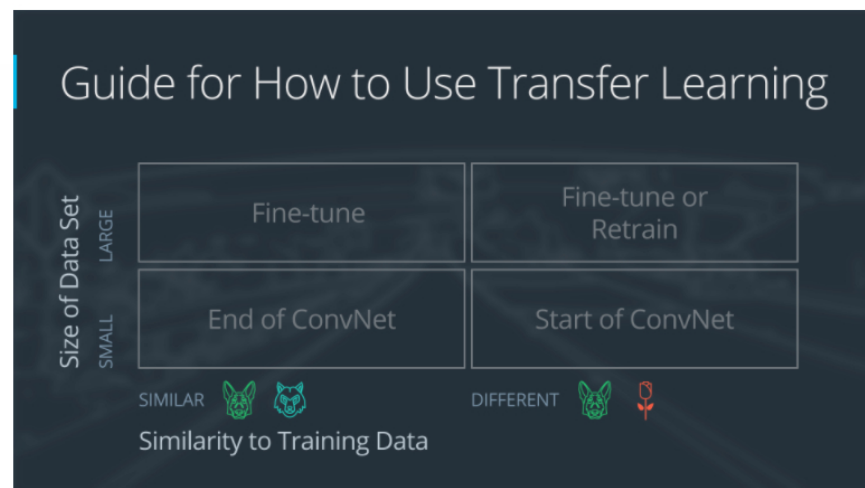 Guide for How to Use Transfer Learning
Size of Data Set
LARGE
Fine-tune
Fine-tune or
Retrain
SMALL
End of ConvNet
Start of ConvNet
SIMILAR
DIFFERENT
Similarity to Training Data